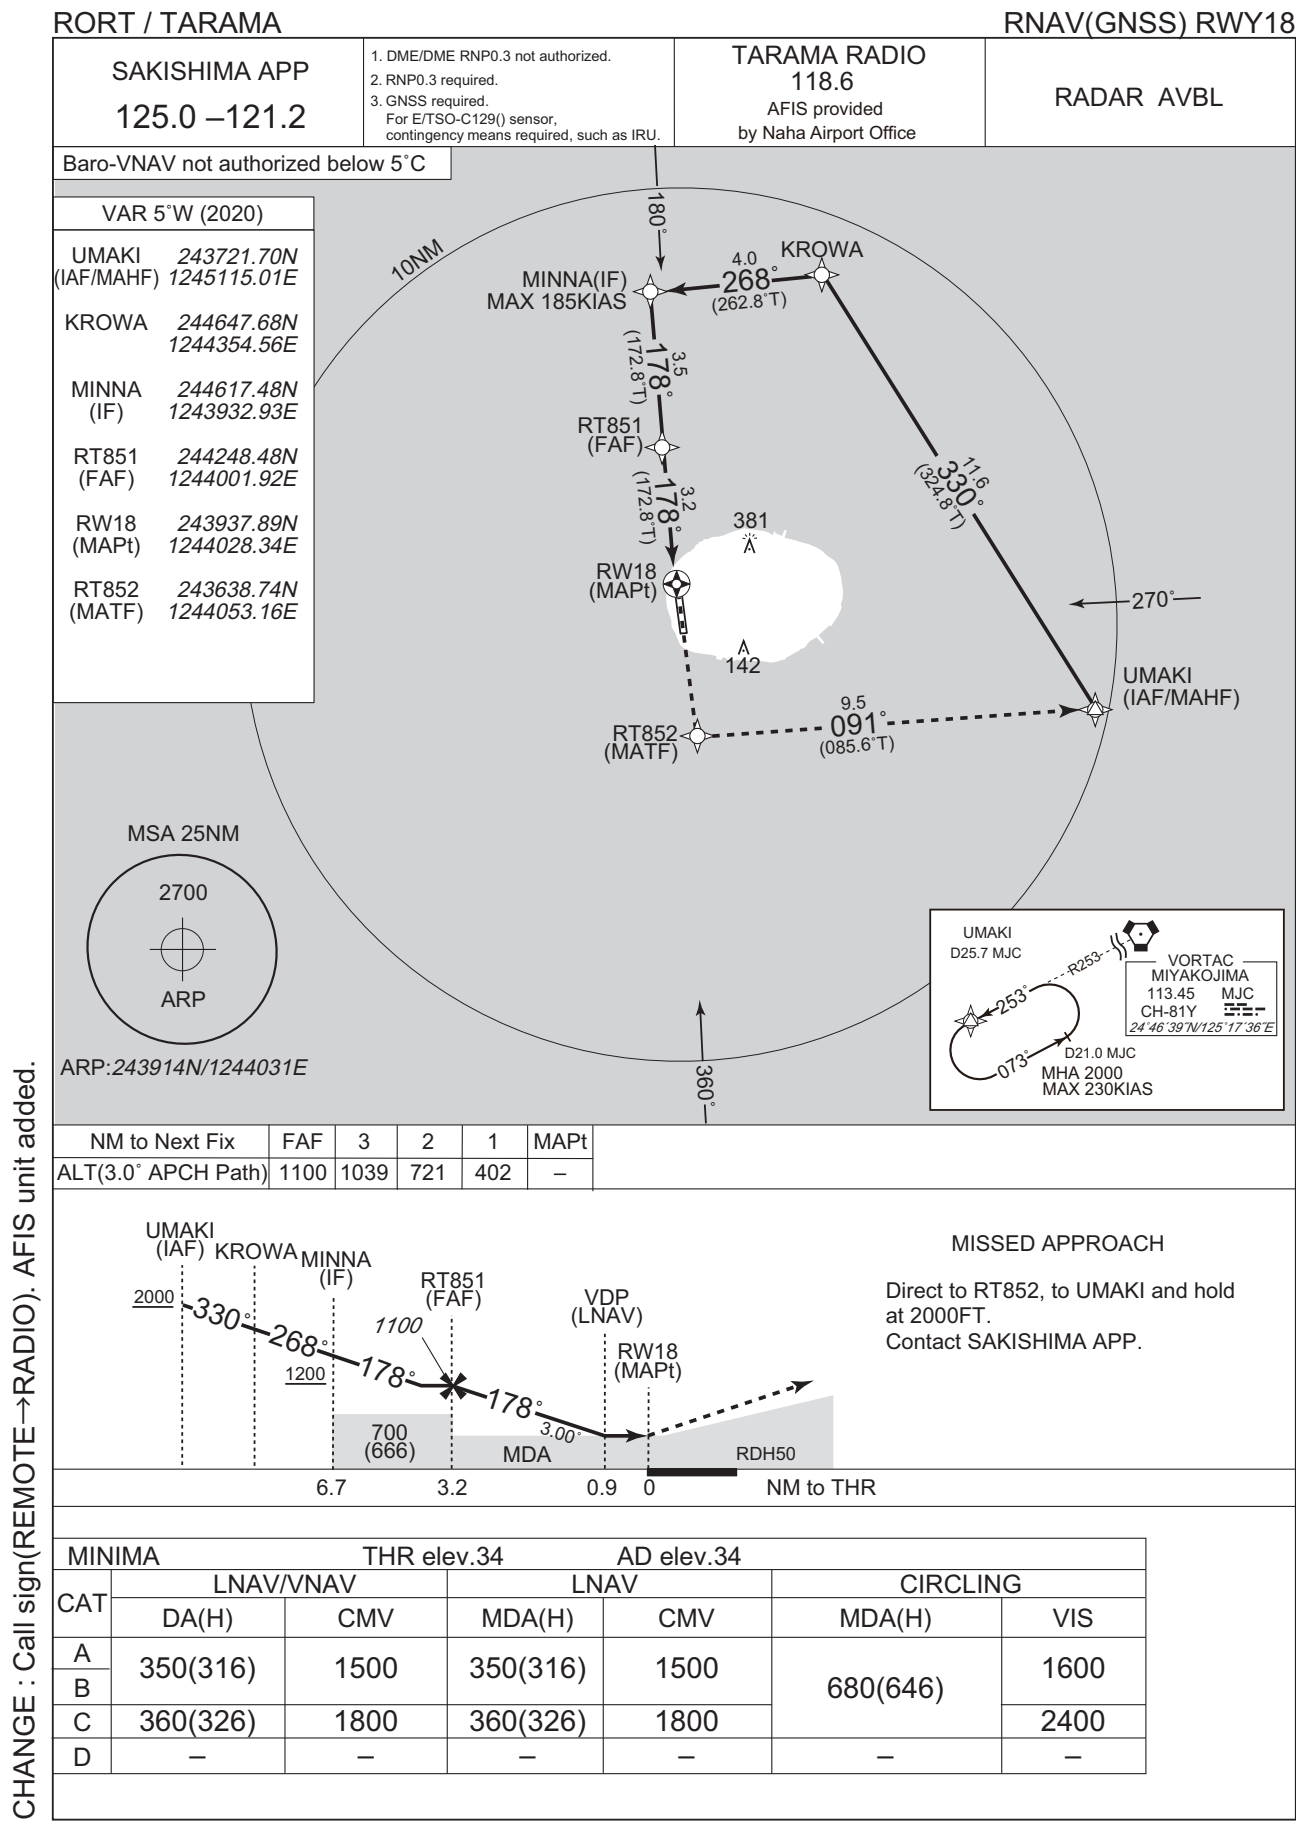 RORT / TARAMA
RNAV(GNSS) RWY18
SAKISHIMA APP
125.0 –121.2
1. DME/DME RNP0.3 not authorized.
2. RNP0.3 required.
3. GNSS required.
For E/TSO-C129() sensor,
contingency means required, such as IRU.
TARAMA RADIO
118.6
AFIS provided
by Naha Airport Office
RADAR AVBL
Baro-VNAV not authorized below 5˚C
VAR 5˚W (2020)
UMAKI 243721.70N
(IAF/MAHF) 1245115.01E
KROWA 244647.68N
1244354.56E
MINNA 244617.48N
(IF) 1243932.93E
RT851 244248.48N
(FAF) 1244001.92E
RW18 243937.89N
(MAPt) 1244028.34E
RT852 243638.74N
(MATF) 1244053.16E
10NM
180˚
KROWA
4.0
268˚
(262.8˚T)
MINNA(IF)
MAX 185KIAS
3.5
178˚
(172.8˚T)
RT851
(FAF)
3.2
178˚
(172.8˚T)
11.6
330˚
(324.8˚T)
381
RW18
(MAPt)
142
270˚
UMAKI
(IAF/MAHF)
RT852
(MATF)
9.5
091˚
(085.6˚T)
MSA 25NM
2700
ARP
ARP:243914N/1244031E
360˚
UMAKI
D25.7 MJC
R253
253˚
073˚
D21.0 MJC
MHA 2000
MAX 230KIAS
VORTAC
MIYAKOJIMA
113.45 MJC
CH-81Y
24˚46′39″N/125˚17′36″E
NM to Next Fix FAF 3 2 1 MAPt
ALT(3.0˚ APCH Path) 1100 1039 721 402 –
UMAKI
(IAF)
KROWA
MINNA
(IF)
RT851
(FAF)
VDP
(LNAV)
RW18
(MAPt)
2000
330˚
268˚
1200
178˚
1100
178˚
3.00˚
700
(666)
MDA
RDH50
6.7 3.2 0.9 0 NM to THR
MISSED APPROACH
Direct to RT852, to UMAKI and hold
at 2000FT.
Contact SAKISHIMA APP.
MINIMA THR elev.34 AD elev.34
CAT LNAV/VNAV LNAV CIRCLING
DA(H) CMV MDA(H) CMV MDA(H) VIS
A
B
350(316) 1500 350(316) 1500 680(646) 1600
C 360(326) 1800 360(326) 1800 2400
D – – – – – –
CHANGE : Call sign(REMOTE→RADIO). AFIS unit added.